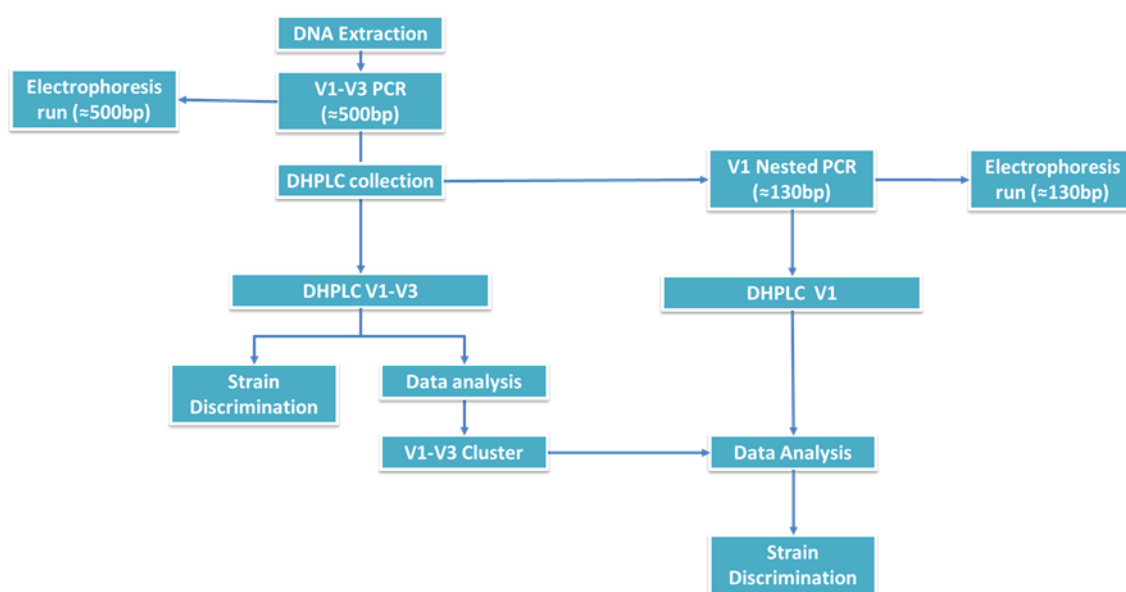 DNA Extraction
Electrophoresis
run (≈500bp)
V1-V3 PCR
(≈500bp)
DHPLC collection
V1 Nested PCR
(≈130bp)
Electrophoresis
run (≈130bp)
DHPLC V1-V3
DHPLC  V1
Strain
Discrimination
Data analysis
V1-V3 Cluster
Data Analysis
Strain
Discrimination